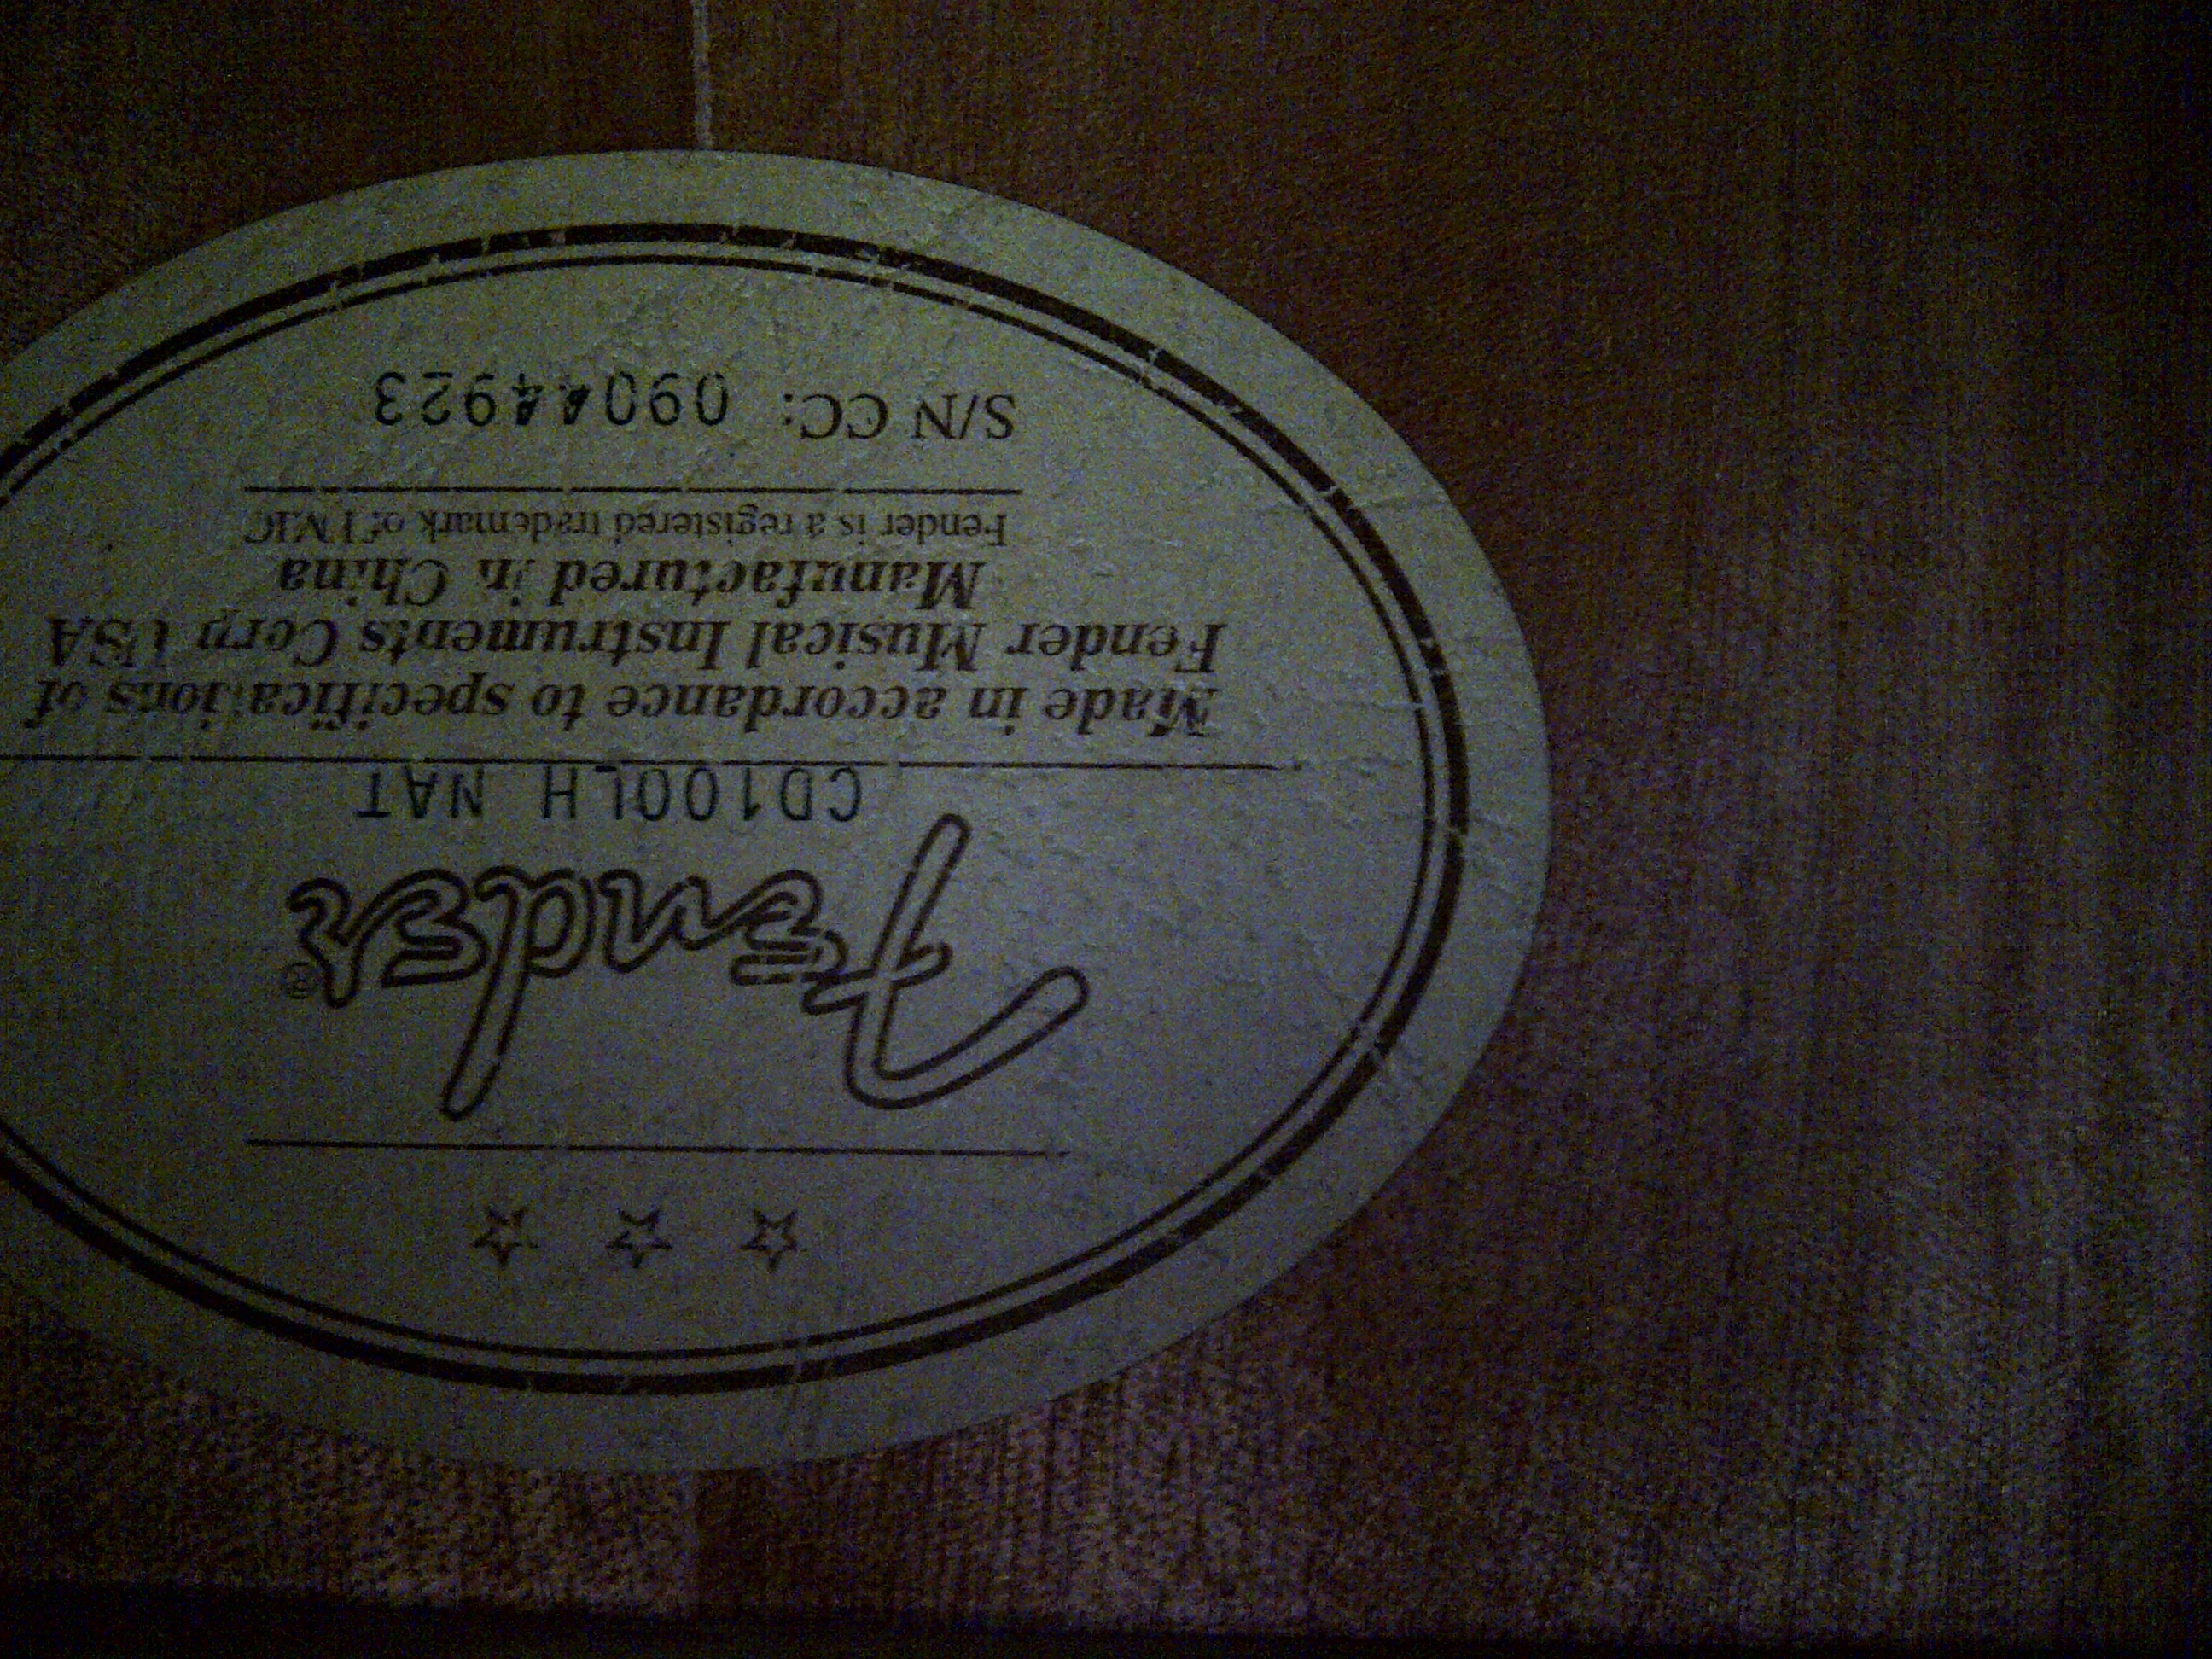 Fender®
CD100LH NAT
Made in accordance to specifications of
Fender Musical Instruments Corp USA
Manufactured in China
Fender is a registered trademark of FMIC
S/N CC: 09044923